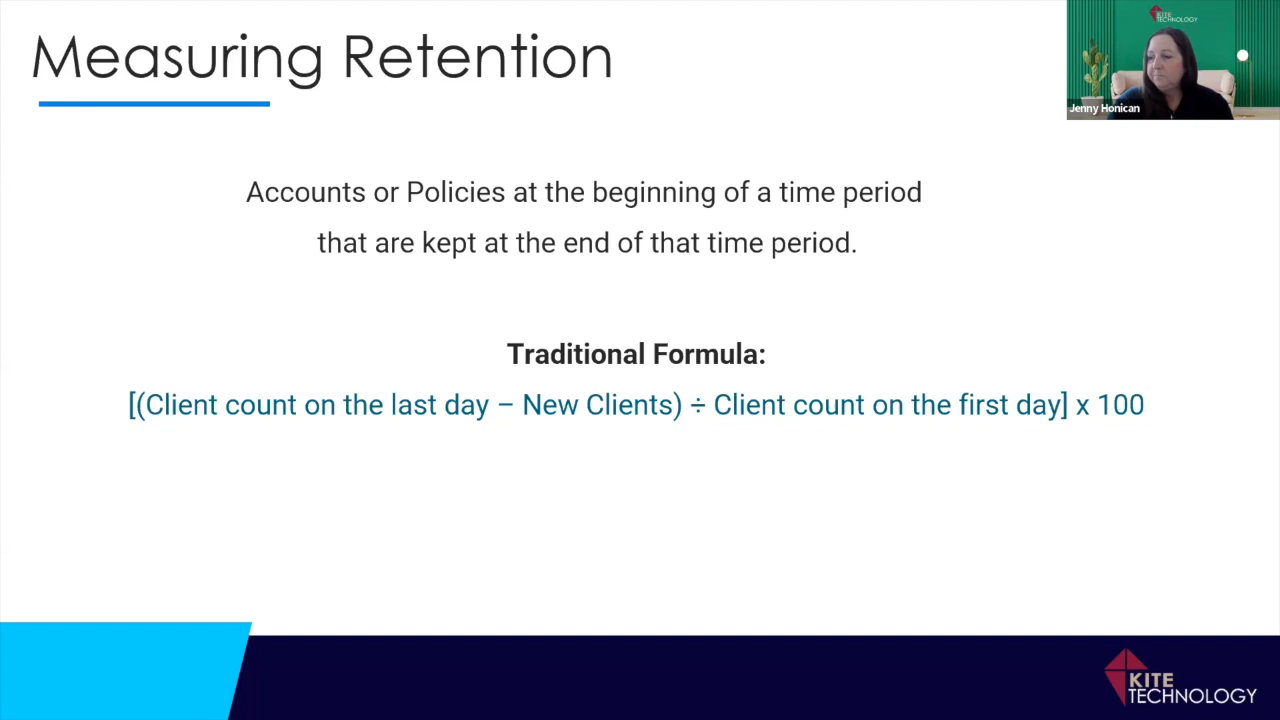 Measuring Retention
KITE
TECHNOLOGY
Jenny Honican
Accounts or Policies at the beginning of a time period
that are kept at the end of that time period.
Traditional Formula:
[(Client count on the last day – New Clients) ÷ Client count on the first day] x 100
KITE
TECHNOLOGY